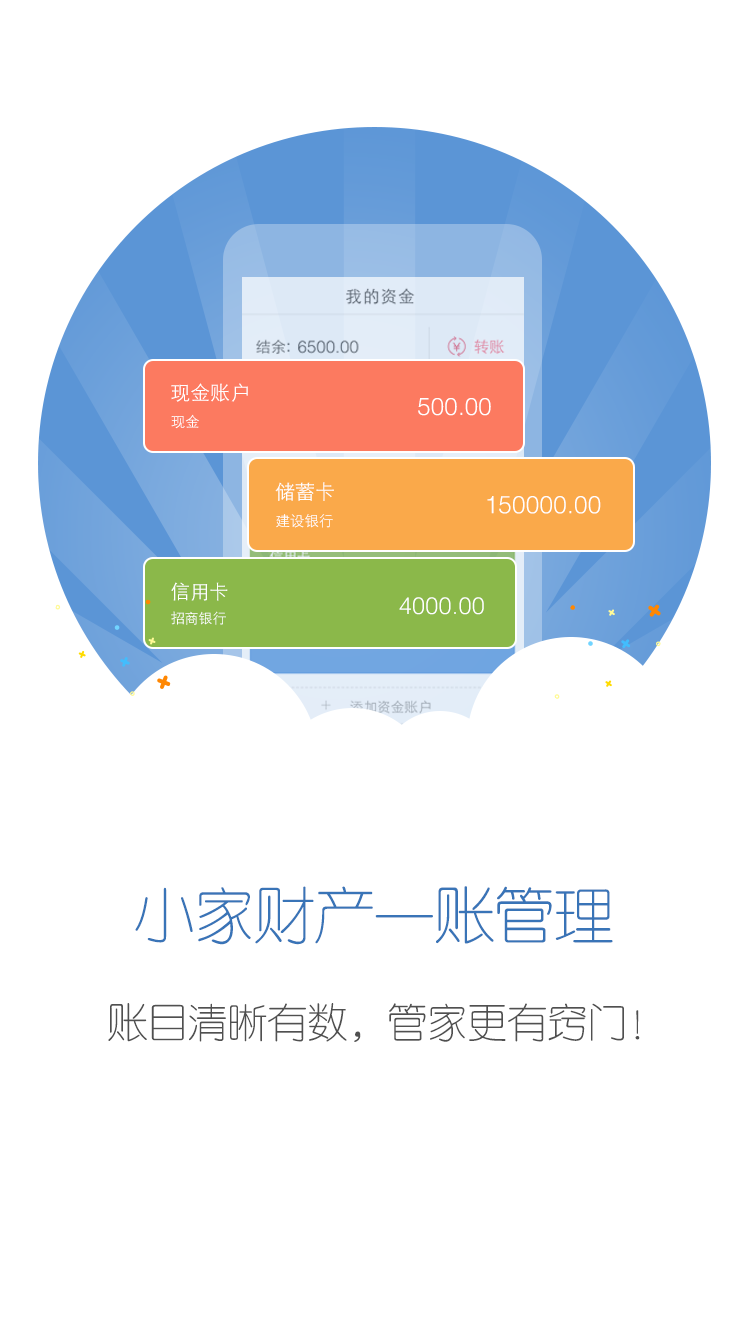 我的资金
结余: 6500.00
转账
现金账户
现金
500.00
储蓄卡
建设银行
150000.00
信用卡
信用卡
招商银行
4000.00
+ 添加资金账户
小家财产一账管理
账目清晰有数，管家更有窍门！